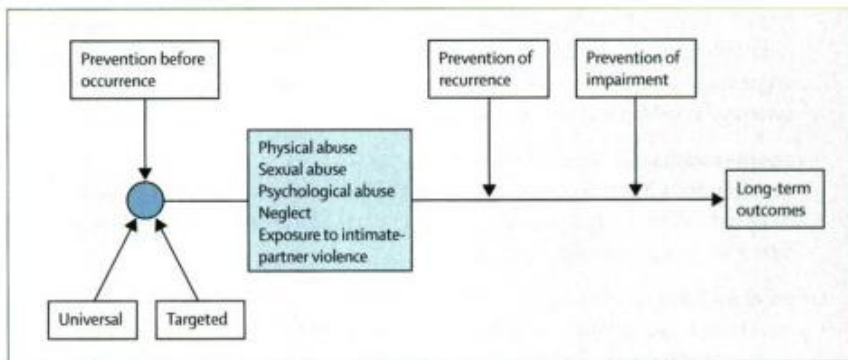 Prevention before
occurrence
Prevention of
recurrence
Prevention of
impairment
Physical abuse
Sexual abuse
Psychological abuse
Neglect
Exposure to intimate-
partner violence
Long-term
outcomes
Universal
Targeted